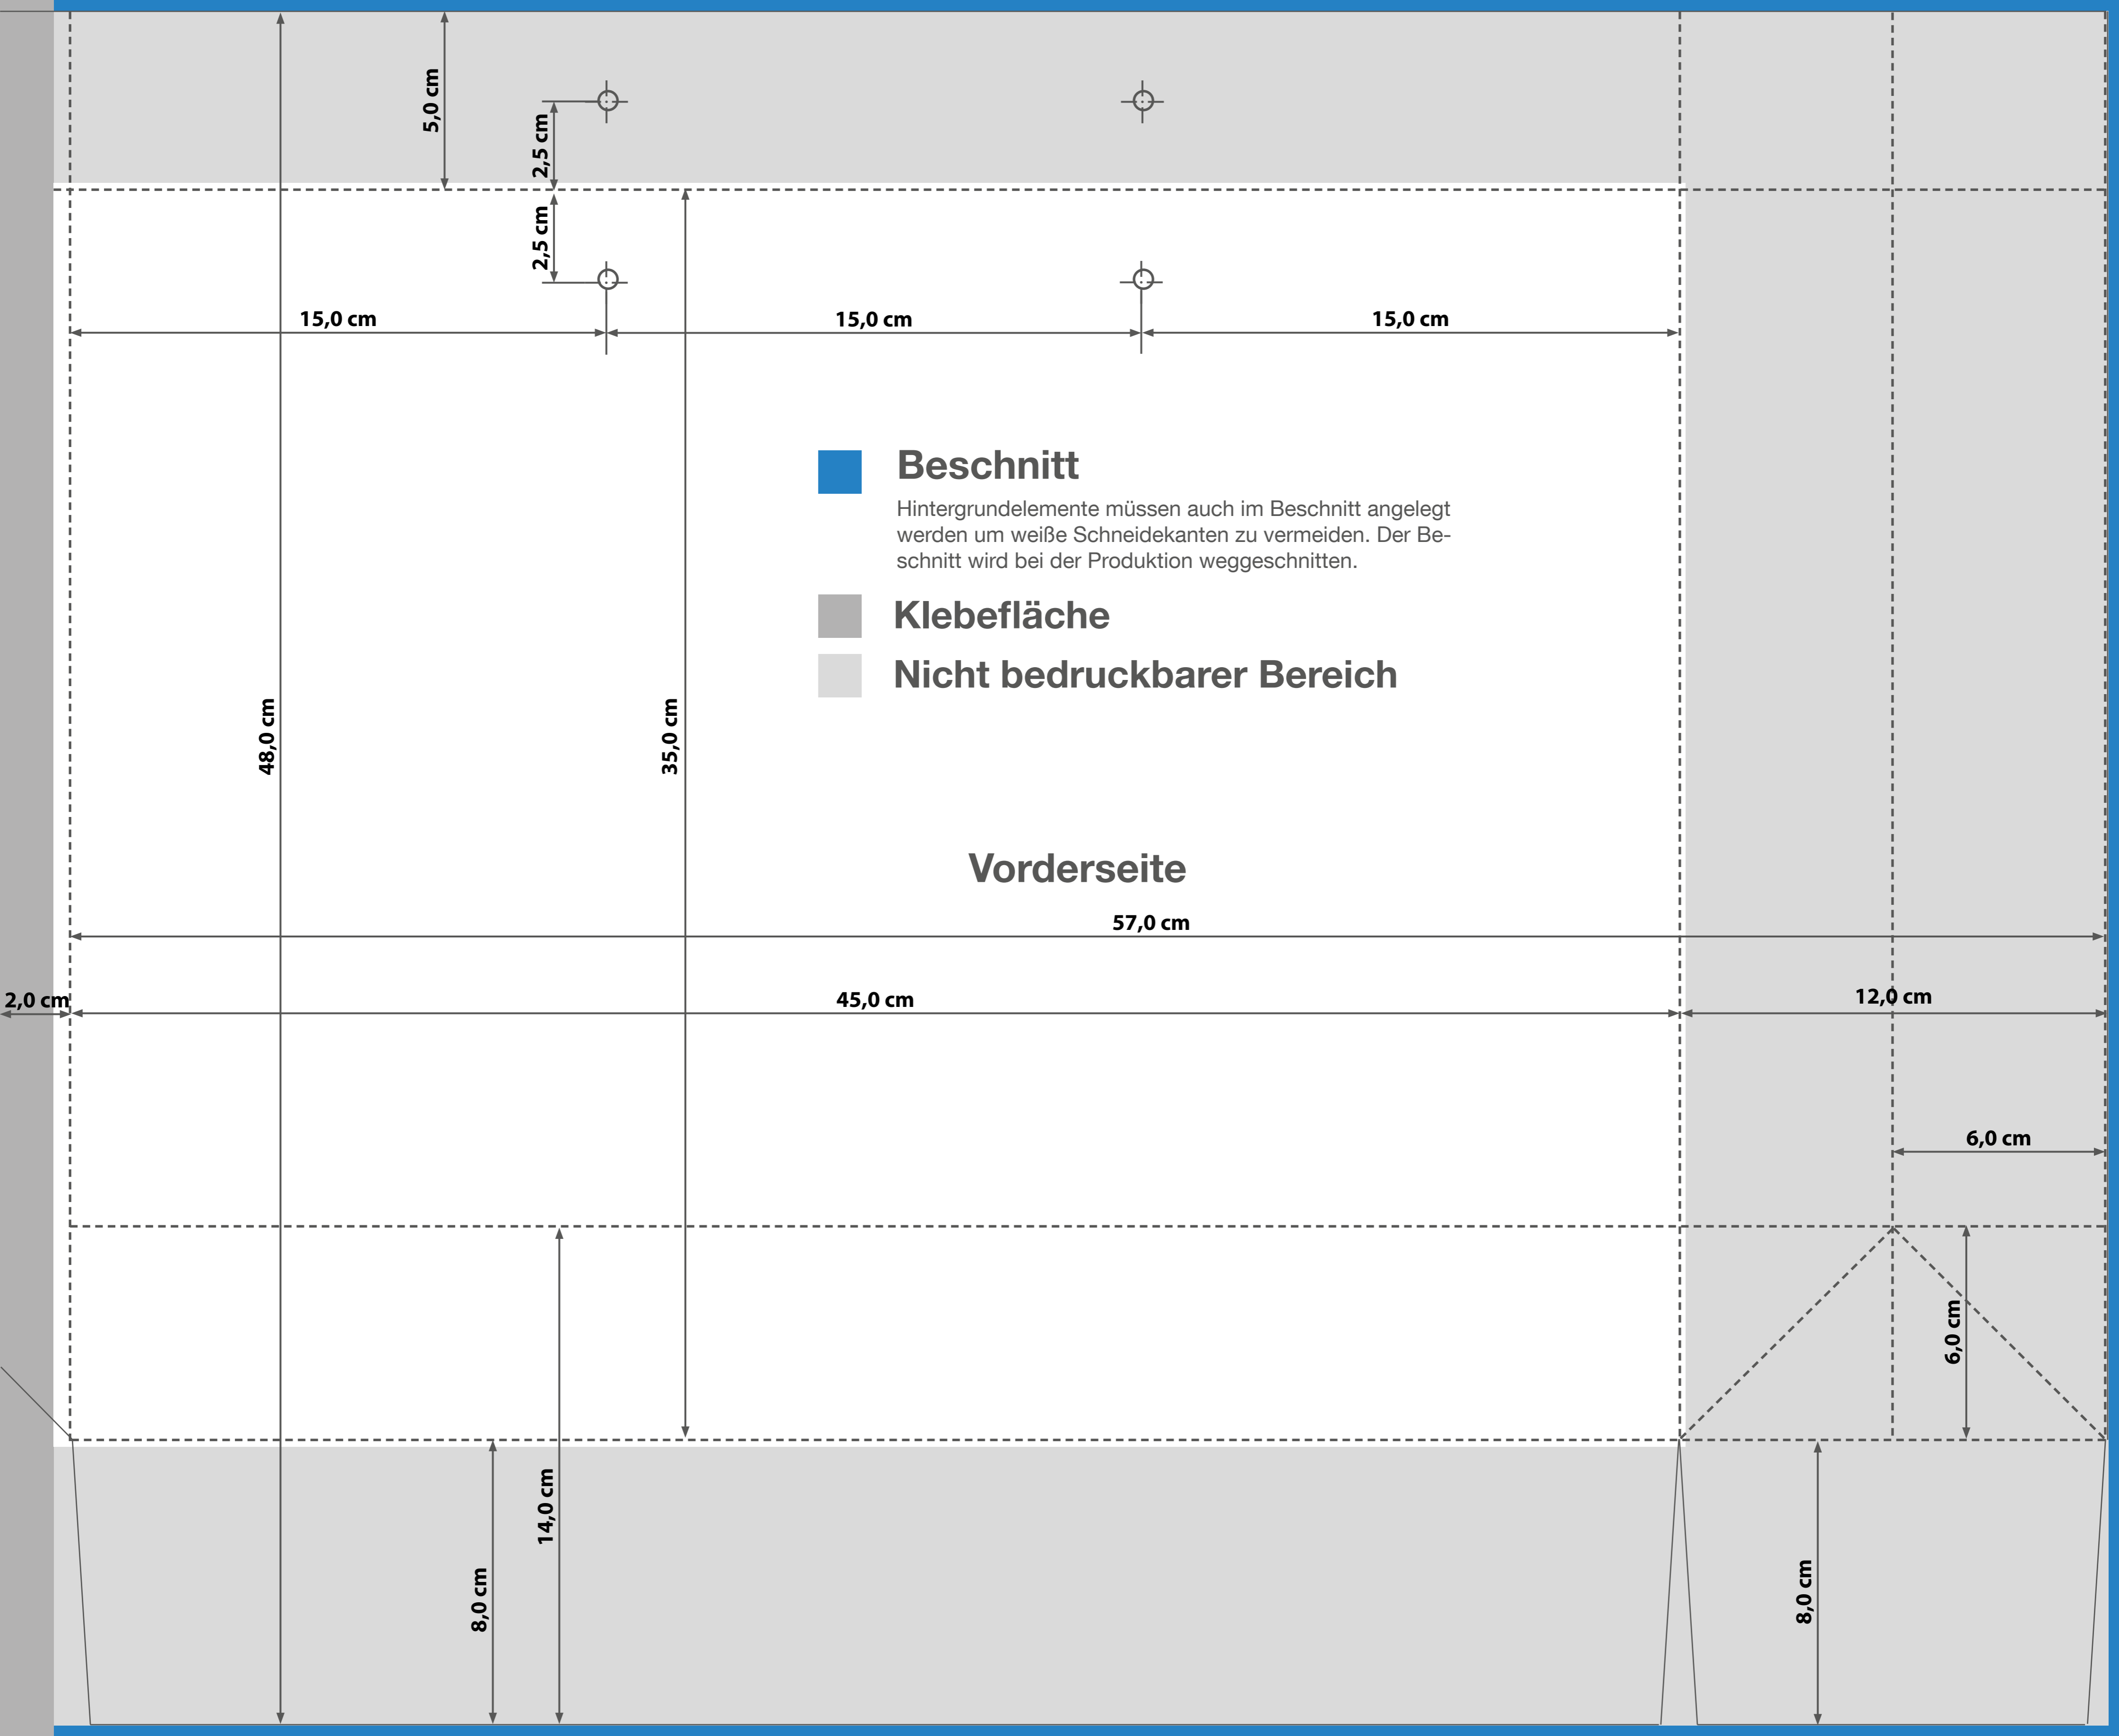 5,0 cm
2,5 cm
2,5 cm
15,0 cm
15,0 cm
15,0 cm
Beschnitt
Hintergrundelemente müssen auch im Beschnitt angelegt
werden um weiße Schneidekanten zu vermeiden. Der Be-
schnitt wird bei der Produktion weggeschnitten.
Klebefläche
Nicht bedruckbarer Bereich
48,0 cm
35,0 cm
Vorderseite
57,0 cm
2,0 cm
45,0 cm
12,0 cm
6,0 cm
6,0 cm
14,0 cm
8,0 cm
8,0 cm